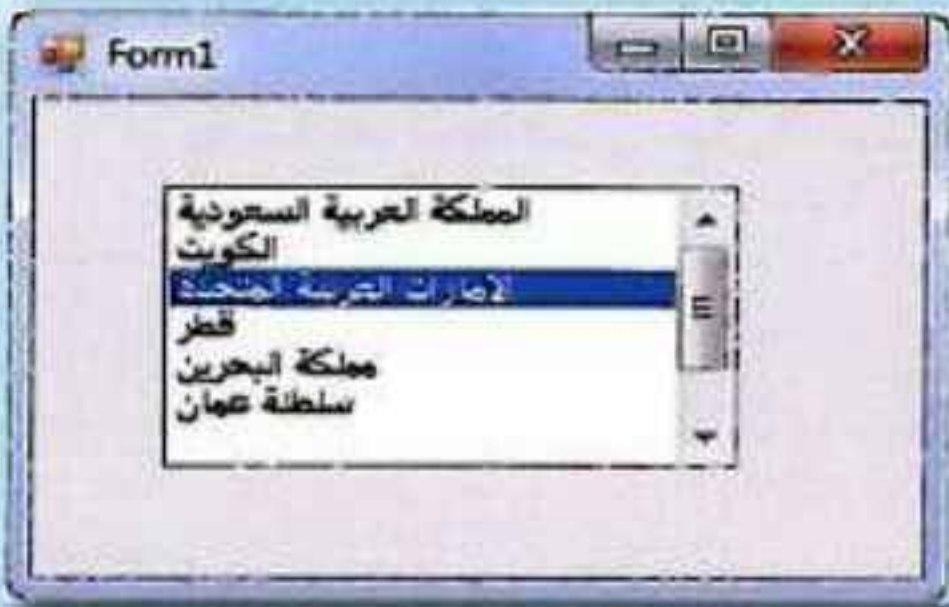 Form1
المملكة العربية السعودية
الكويت
الإمارات العربية المتحدة
قطر
مملكة البحرين
سلطنة عمان